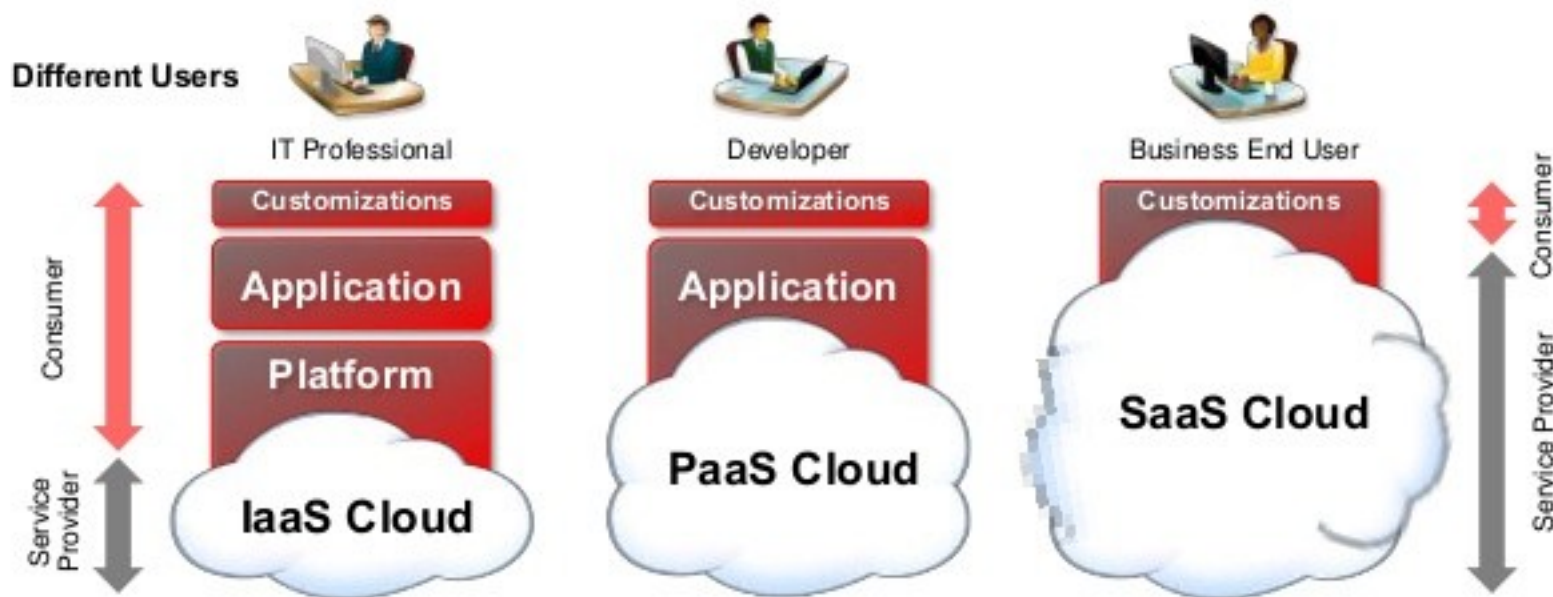 Different Users
IT Professional
Developer
Business End User
Consumer
Service
Provider
Customizations
Application
Platform
IaaS Cloud
Customizations
Application
PaaS Cloud
Customizations
SaaS Cloud
Consumer
Service Provider